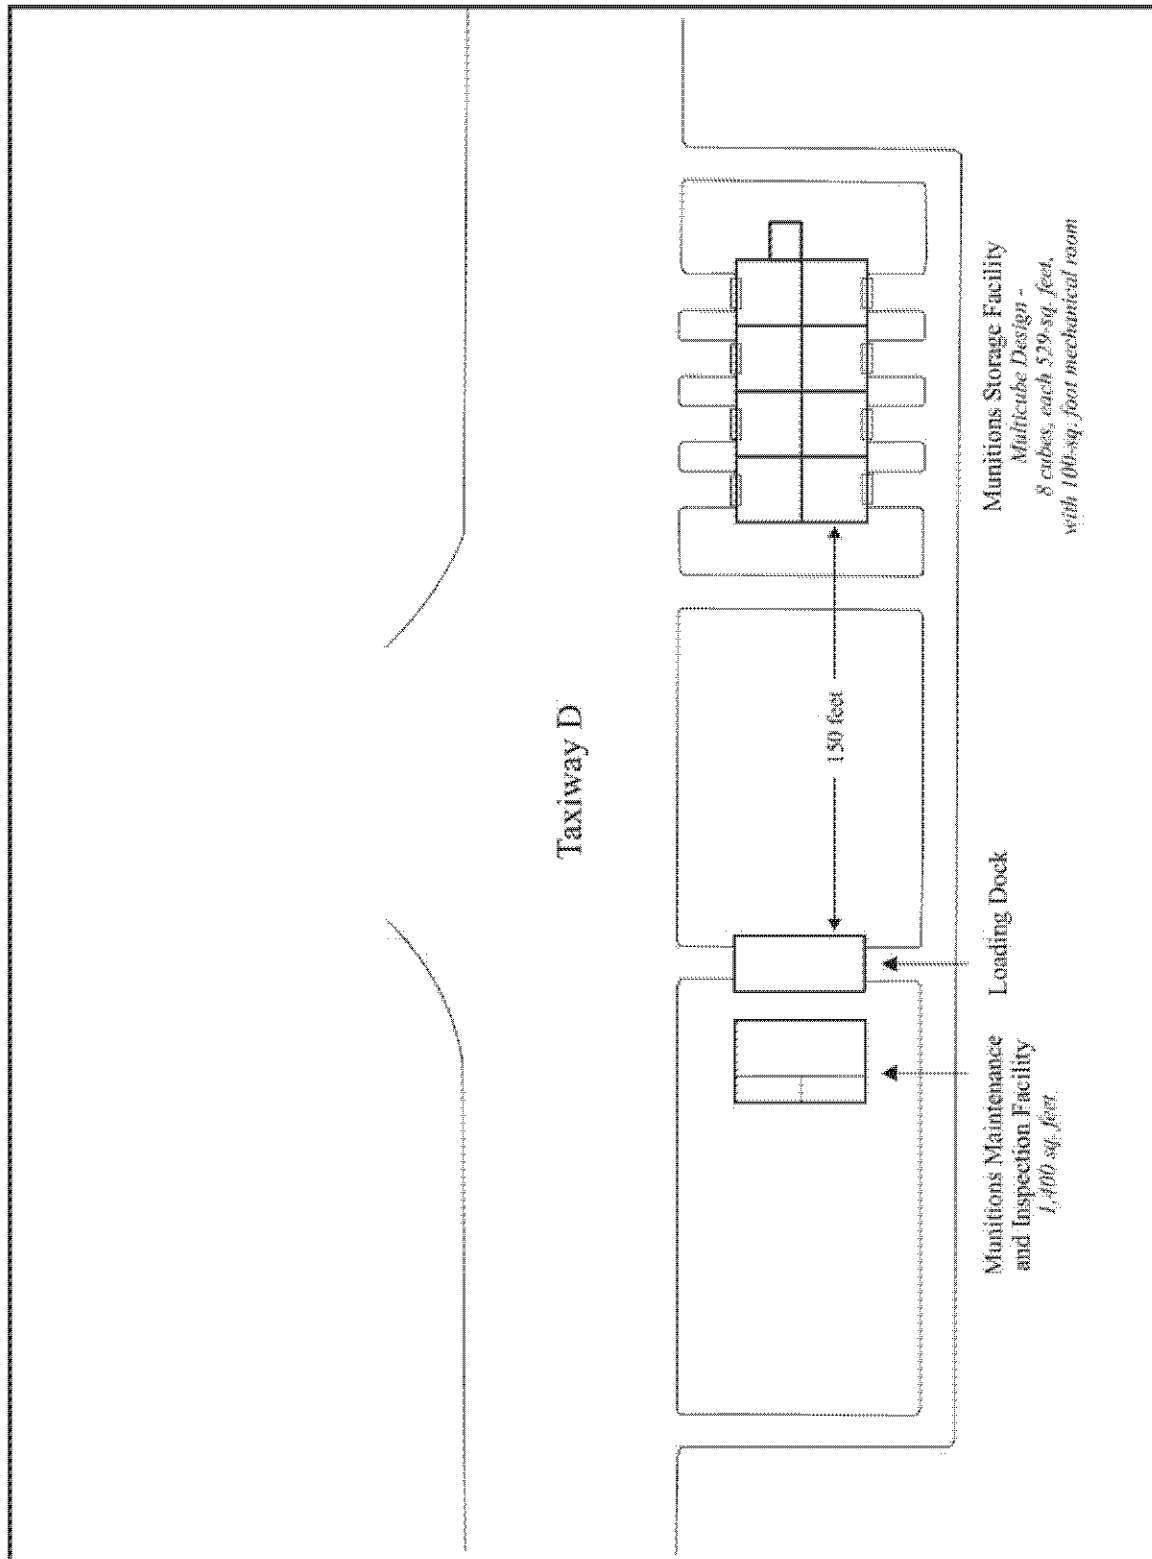 Taxiway D
150 feet
Munitions Maintenance
and Inspection Facility
1,400 sq. feet
Loading Dock
Munitions Storage Facility
Multicube Design -
8 cubes, each 529-sq. feet,
with 100-sq. foot mechanical room